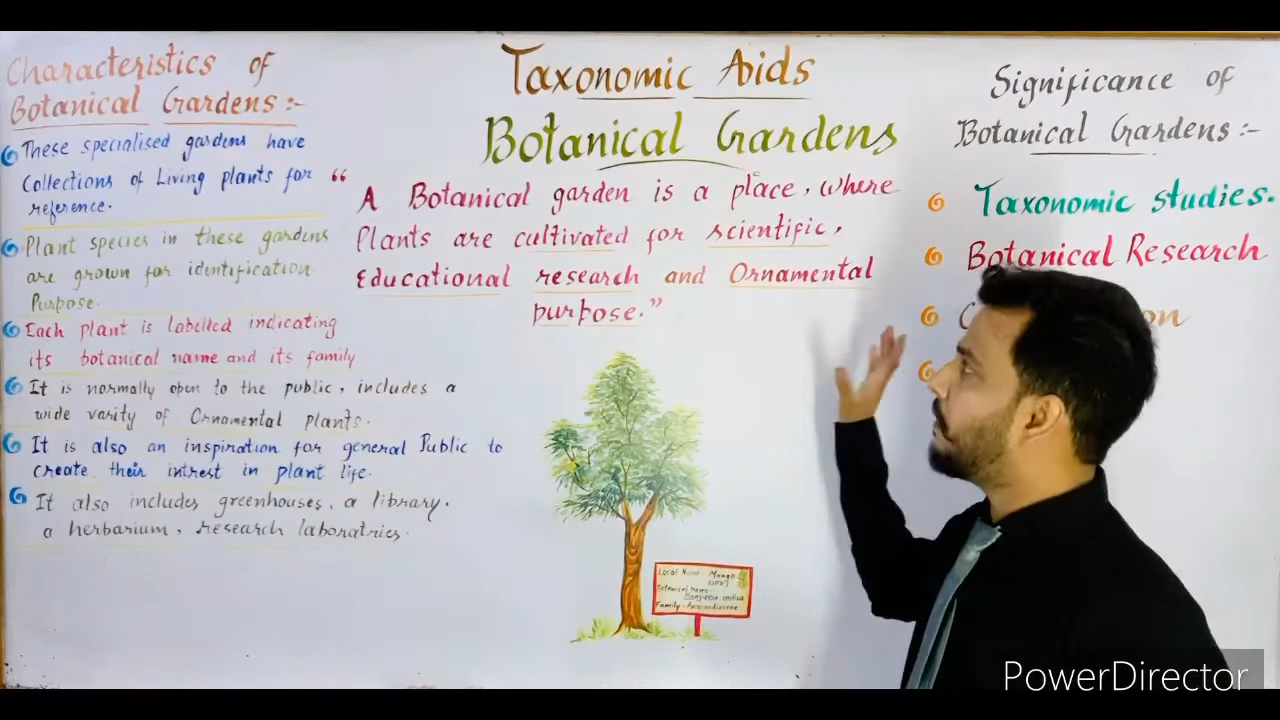 Characteristics of
Botanical Gardens :-
These specialised gardens have
Collections of Living plants for
reference.
Plant species in these gardens
are grown for identification
Purpose.
Each plant is labelled indicating
its botanical name and its family
It is normally open to the public, includes a
wide varity of Ornamental Plants.
It is also an inspiration for general Public to
create their intrest in plant life.
It also includes greenhouses, a library.
a herbarium, research laboratries.
Taxonomic Aids
Botanical Gardens
“ A Botanical garden is a place, where
Plants are cultivated for scientific,
Educational research and Ornamental
purpose.”
Local Name- Mango
Botanical Name-
Mangifera indica
Family - Anacardiaceae
Significance of
Botanical Gardens :-
Taxonomic studies.
Botanical Research
PowerDirector